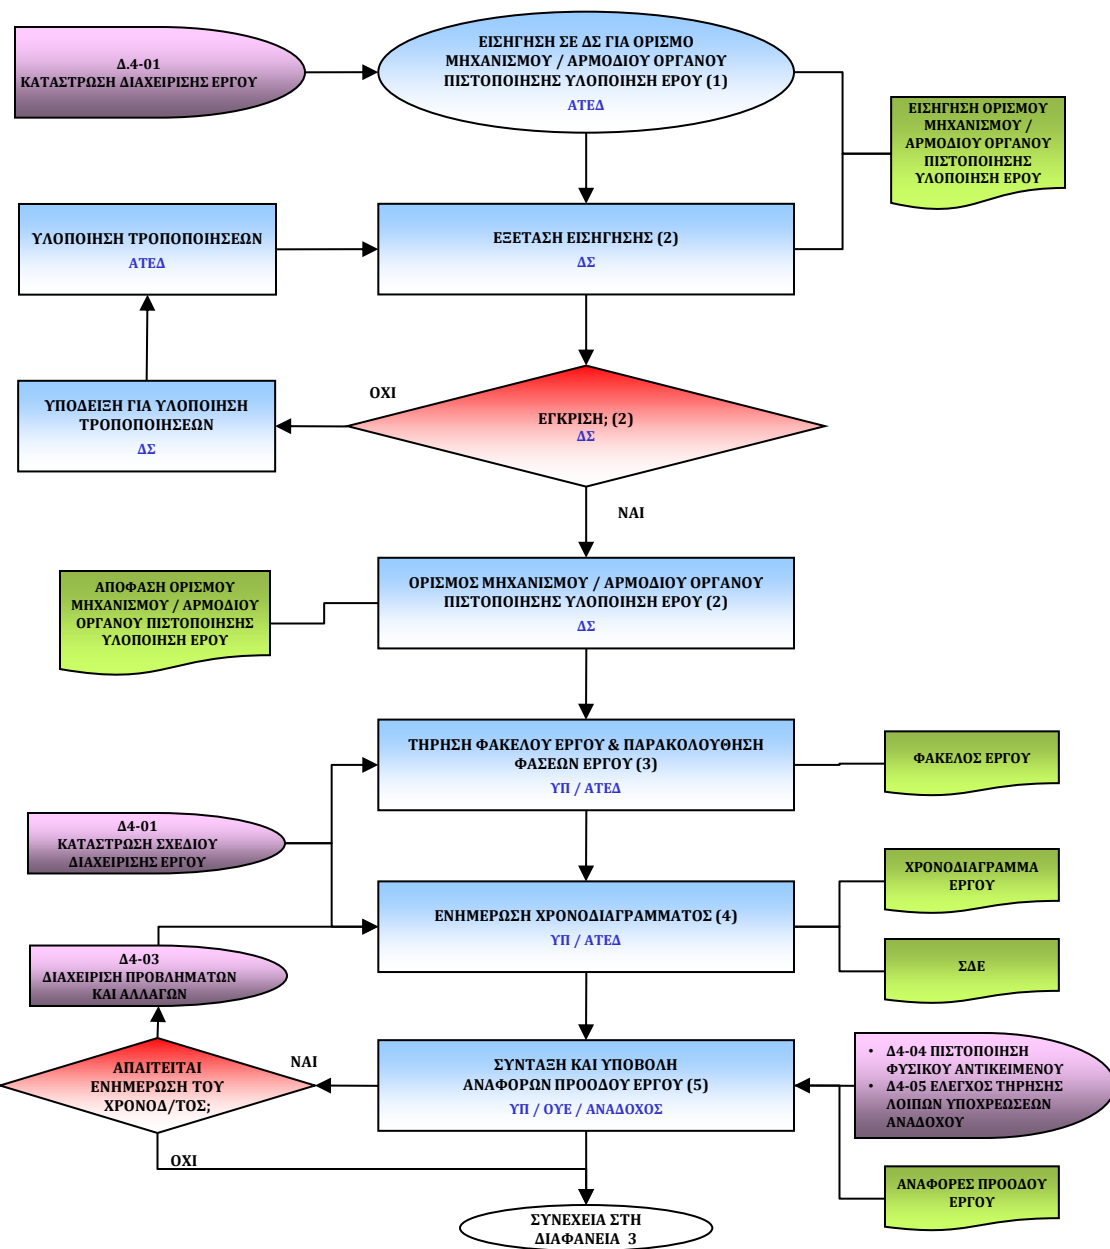 Δ.4-01
ΚΑΤΑΣΤΡΩΣΗ ΔΙΑΧΕΙΡΙΣΗΣ ΕΡΓΟΥ
ΕΙΣΗΓΗΣΗ ΣΕ ΔΣ ΓΙΑ ΟΡΙΣΜΟ
ΜΗΧΑΝΙΣΜΟΥ / ΑΡΜΟΔΙΟΥ ΟΡΓΑΝΟΥ
ΠΙΣΤΟΠΟΙΗΣΗΣ ΥΛΟΠΟΙΗΣΗ ΕΡΟΥ (1)
ΑΤΕΔ
ΕΙΣΗΓΗΣΗ ΟΡΙΣΜΟΥ
ΜΗΧΑΝΙΣΜΟΥ /
ΑΡΜΟΔΙΟΥ ΟΡΓΑΝΟΥ
ΠΙΣΤΟΠΟΙΗΣΗΣ
ΥΛΟΠΟΙΗΣΗ ΕΡΟΥ
ΥΛΟΠΟΙΗΣΗ ΤΡΟΠΟΠΟΙΗΣΕΩΝ
ΑΤΕΔ
ΕΞΕΤΑΣΗ ΕΙΣΗΓΗΣΗΣ (2)
ΔΣ
ΥΠΟΔΕΙΞΗ ΓΙΑ ΥΛΟΠΟΙΗΣΗ
ΤΡΟΠΟΠΟΙΗΣΕΩΝ
ΔΣ
ΟΧΙ
ΕΓΚΡΙΣΗ; (2)
ΔΣ
ΝΑΙ
ΑΠΟΦΑΣΗ ΟΡΙΣΜΟΥ
ΜΗΧΑΝΙΣΜΟΥ / ΑΡΜΟΔΙΟΥ
ΟΡΓΑΝΟΥ ΠΙΣΤΟΠΟΙΗΣΗΣ
ΥΛΟΠΟΙΗΣΗ ΕΡΟΥ
ΟΡΙΣΜΟΣ ΜΗΧΑΝΙΣΜΟΥ / ΑΡΜΟΔΙΟΥ ΟΡΓΑΝΟΥ
ΠΙΣΤΟΠΟΙΗΣΗΣ ΥΛΟΠΟΙΗΣΗ ΕΡΟΥ (2)
ΔΣ
ΤΗΡΗΣΗ ΦΑΚΕΛΟΥ ΕΡΓΟΥ & ΠΑΡΑΚΟΛΟΥΘΗΣΗ
ΦΑΣΕΩΝ ΕΡΓΟΥ (3)
ΥΠ / ΑΤΕΔ
ΦΑΚΕΛΟΣ ΕΡΓΟΥ
Δ4-01
ΚΑΤΑΣΤΡΩΣΗ ΣΧΕΔΙΟΥ
ΔΙΑΧΕΙΡΙΣΗΣ ΕΡΓΟΥ
ΕΝΗΜΕΡΩΣΗ ΧΡΟΝΟΔΙΑΓΡΑΜΜΑΤΟΣ (4)
ΥΠ / ΑΤΕΔ
ΧΡΟΝΟΔΙΑΓΡΑΜΜΑ
ΕΡΓΟΥ
ΣΔΕ
Δ4-03
ΔΙΑΧΕΙΡΙΣΗ ΠΡΟΒΛΗΜΑΤΩΝ
ΚΑΙ ΑΛΛΑΓΩΝ
ΑΠΑΙΤΕΙΤΑΙ
ΕΝΗΜΕΡΩΣΗ ΤΟΥ
ΧΡΟΝΟΔ/ΤΟΣ;
ΝΑΙ
ΣΥΝΤΑΞΗ ΚΑΙ ΥΠΟΒΟΛΗ
ΑΝΑΦΟΡΩΝ ΠΡΟΟΔΟΥ ΕΡΓΟΥ (5)
ΥΠ / ΟΥΕ / ΑΝΑΔΟΧΟΣ
• Δ4-04 ΠΙΣΤΟΠΟΙΗΣΗ
ΦΥΣΙΚΟΥ ΑΝΤΙΚΕΙΜΕΝΟΥ
• Δ4-05 ΕΛΕΓΧΟΣ ΤΗΡΗΣΗΣ
ΛΟΙΠΩΝ ΥΠΟΧΡΕΩΣΕΩΝ
ΑΝΑΔΟΧΟΥ
ΟΧΙ
ΑΝΑΦΟΡΕΣ ΠΡΟΟΔΟΥ
ΕΡΓΟΥ
ΣΥΝΕΧΕΙΑ ΣΤΗ
ΔΙΑΦΑΝΕΙΑ 3